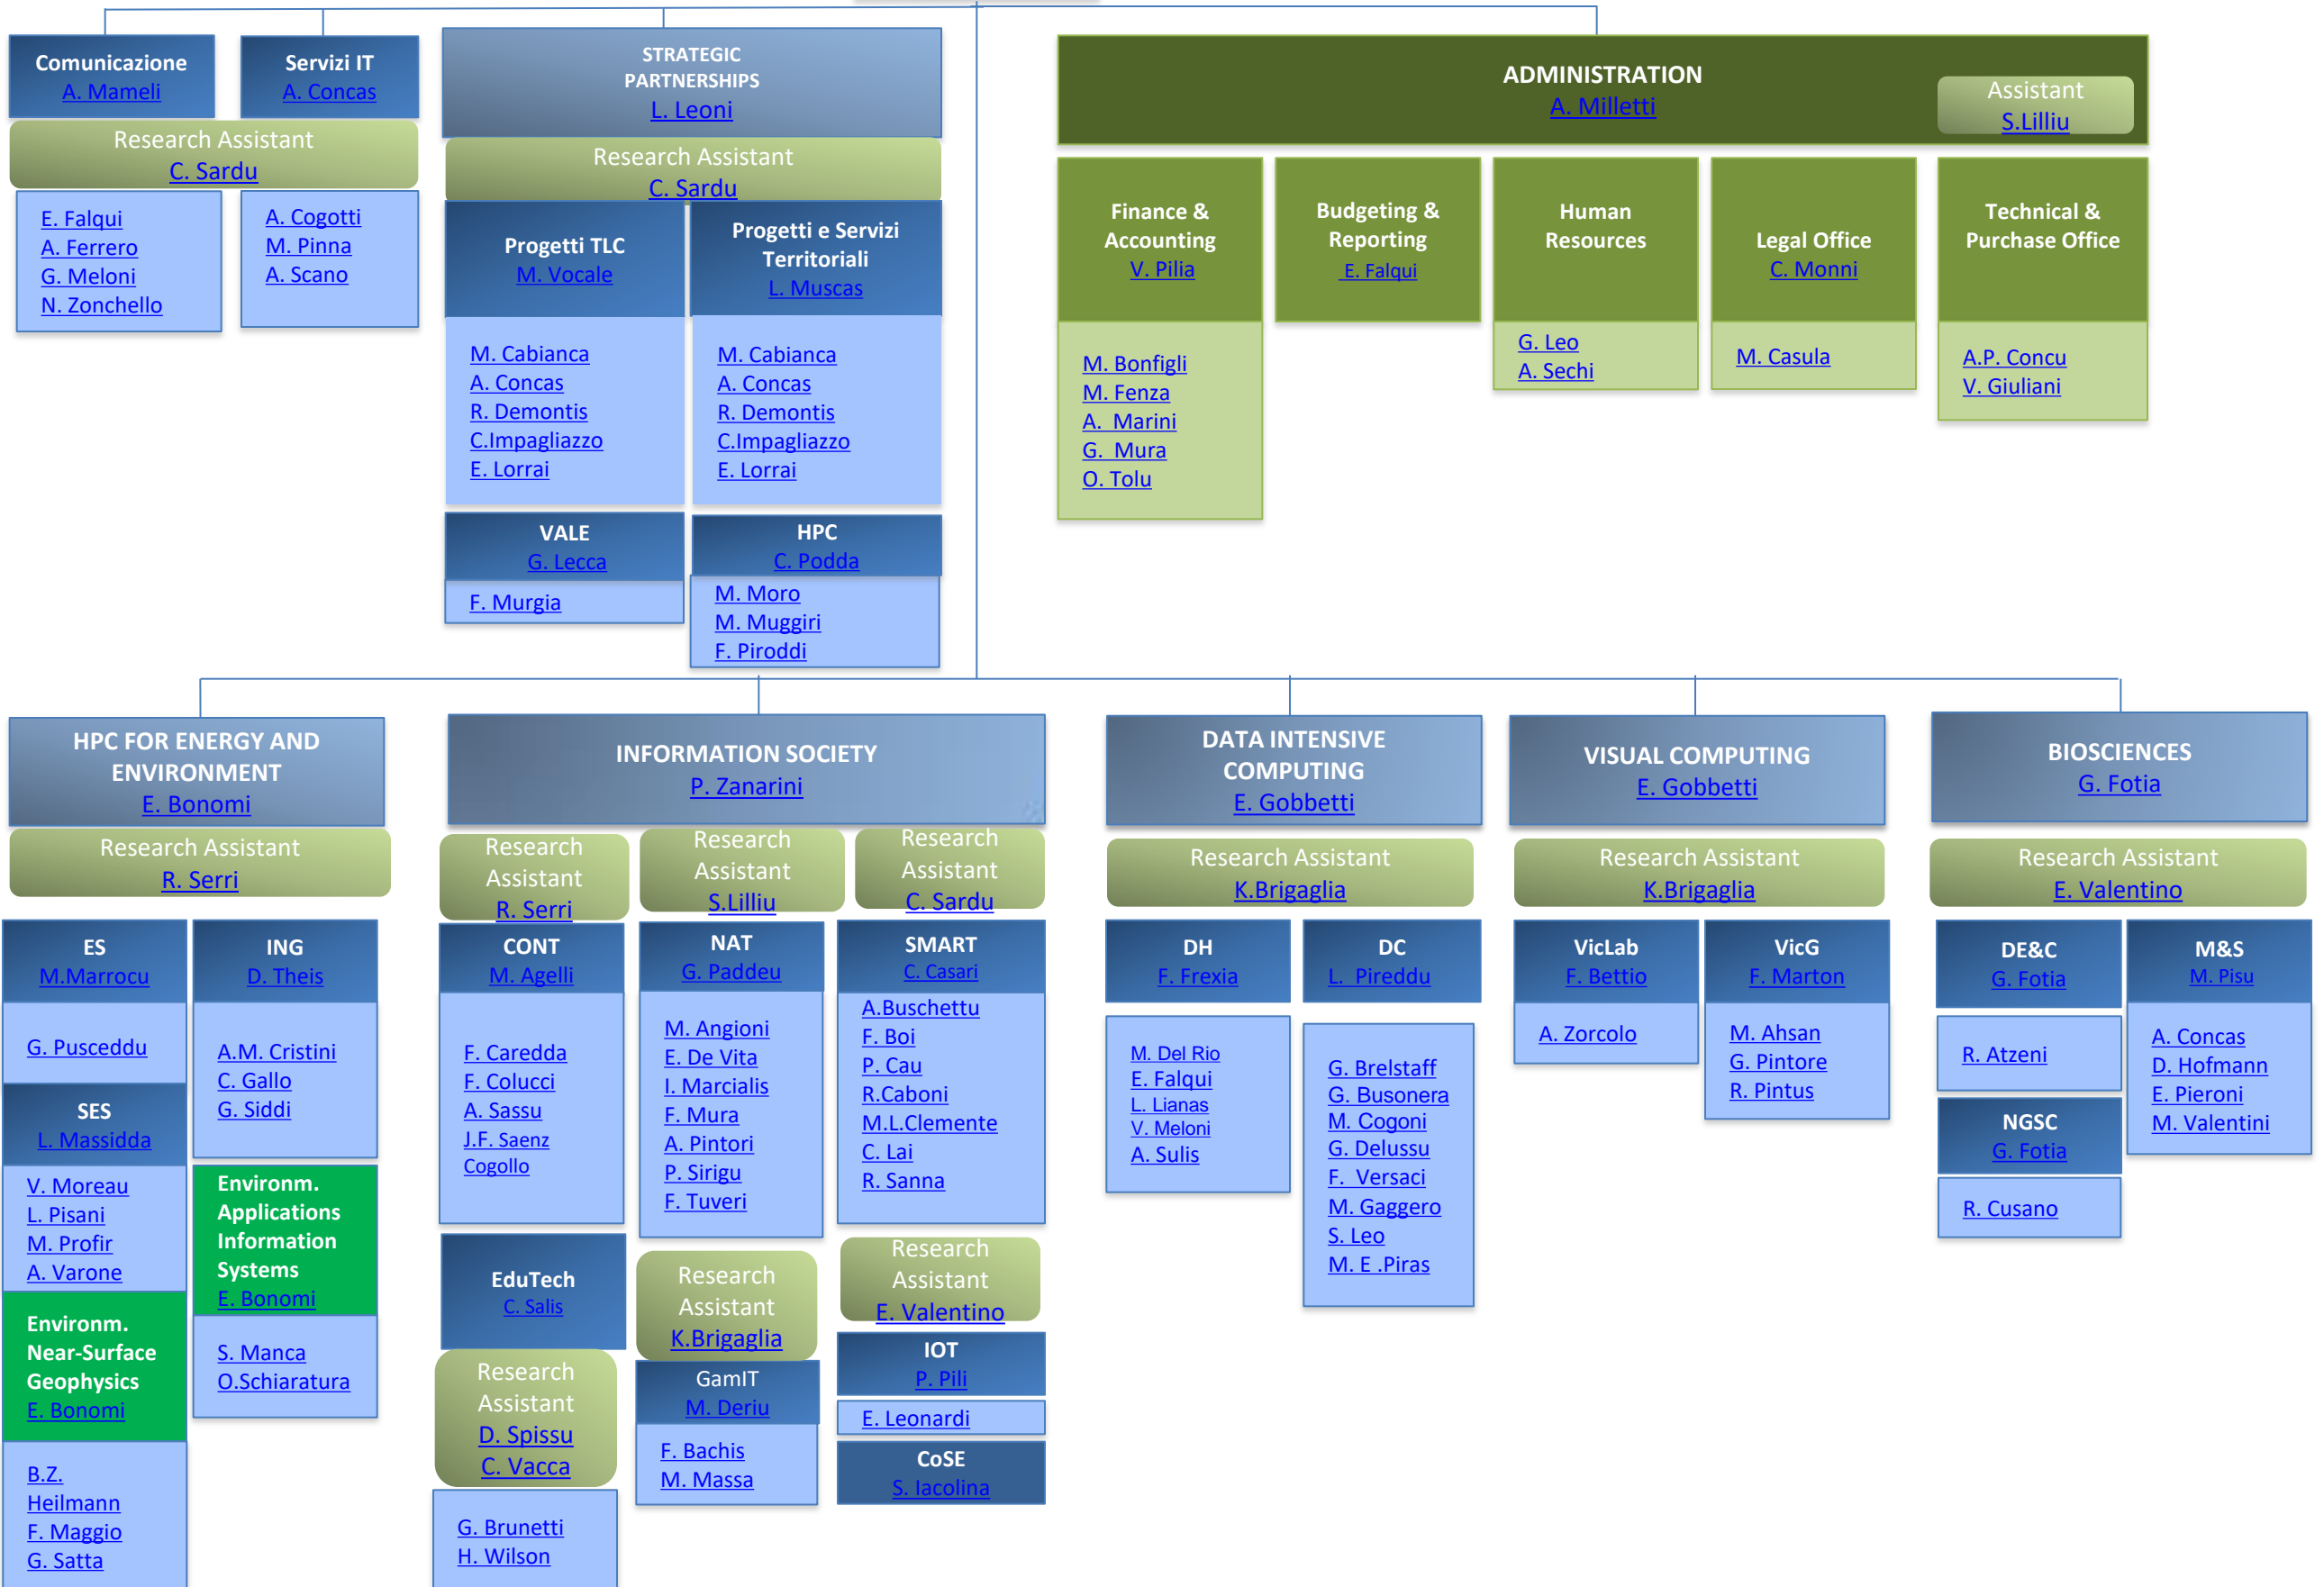 Comunicazione
A. Mameli
Servizi IT
A. Concas
Research Assistant
C. Sardu
E. Falqui
A. Ferrero
G. Meloni
N. Zonchello
A. Cogotti
M. Pinna
A. Scano
STRATEGIC
PARTNERSHIPS
L. Leoni
Research Assistant
C. Sardu
Progetti TLC
M. Vocale
Progetti e Servizi
Territoriali
L. Muscas
M. Cabianca
A. Concas
R. Demontis
C.Impagliazzo
E. Lorrai
M. Cabianca
A. Concas
R. Demontis
C.Impagliazzo
E. Lorrai
VALE
G. Lecca
F. Murgia
HPC
C. Podda
M. Moro
M. Muggiri
F. Piroddi
ADMINISTRATION
A. Milletti
Assistant
S.Lilliu
Finance &
Accounting
V. Pilia
M. Bonfigli
M. Fenza
A. Marini
G. Mura
O. Tolu
Budgeting &
Reporting
E. Falqui
Human
Resources
G. Leo
A. Sechi
Legal Office
C. Monni
M. Casula
Technical &
Purchase Office
A.P. Concu
V. Giuliani
HPC FOR ENERGY AND
ENVIRONMENT
E. Bonomi
Research Assistant
R. Serri
ES
M.Marrocu
G. Pusceddu
SES
L. Massidda
V. Moreau
L. Pisani
M. Profir
A. Varone
Environm.
Near-Surface
Geophysics
E. Bonomi
B.Z.
Heilmann
F. Maggio
G. Satta
ING
D. Theis
A.M. Cristini
C. Gallo
G. Siddi
Environm.
Applications
Information
Systems
E. Bonomi
S. Manca
O.Schiaratura
INFORMATION SOCIETY
P. Zanarini
Research
Assistant
R. Serri
CONT
M. Agelli
F. Caredda
F. Colucci
A. Sassu
J.F. Saenz
Cogollo
EduTech
C. Salis
Research
Assistant
D. Spissu
C. Vacca
G. Brunetti
H. Wilson
Research
Assistant
S.Lilliu
NAT
G. Paddeu
M. Angioni
E. De Vita
I. Marcialis
F. Mura
A. Pintori
P. Sirigu
F. Tuveri
Research
Assistant
K.Brigaglia
GamIT
M. Deriu
F. Bachis
M. Massa
Research
Assistant
C. Sardu
SMART
C. Casari
A.Buschettu
F. Boi
P. Cau
R.Caboni
M.L.Clemente
C. Lai
R. Sanna
Research
Assistant
E. Valentino
IOT
P. Pili
E. Leonardi
CoSE
S. Iacolina
DATA INTENSIVE
COMPUTING
E. Gobbetti
Research Assistant
K.Brigaglia
DH
F. Frexia
M. Del Rio
E. Falqui
L. Lianas
V. Meloni
A. Sulis
DC
L. Pireddu
G. Brelstaff
G. Busonera
M. Cogoni
G. Delussu
F. Versaci
M. Gaggero
S. Leo
M. E .Piras
VISUAL COMPUTING
E. Gobbetti
Research Assistant
K.Brigaglia
VicLab
F. Bettio
A. Zorcolo
VicG
F. Marton
M. Ahsan
G. Pintore
R. Pintus
BIOSCIENCES
G. Fotia
Research Assistant
E. Valentino
DE&C
G. Fotia
R. Atzeni
NGSC
G. Fotia
R. Cusano
M&S
M. Pisu
A. Concas
D. Hofmann
E. Pieroni
M. Valentini